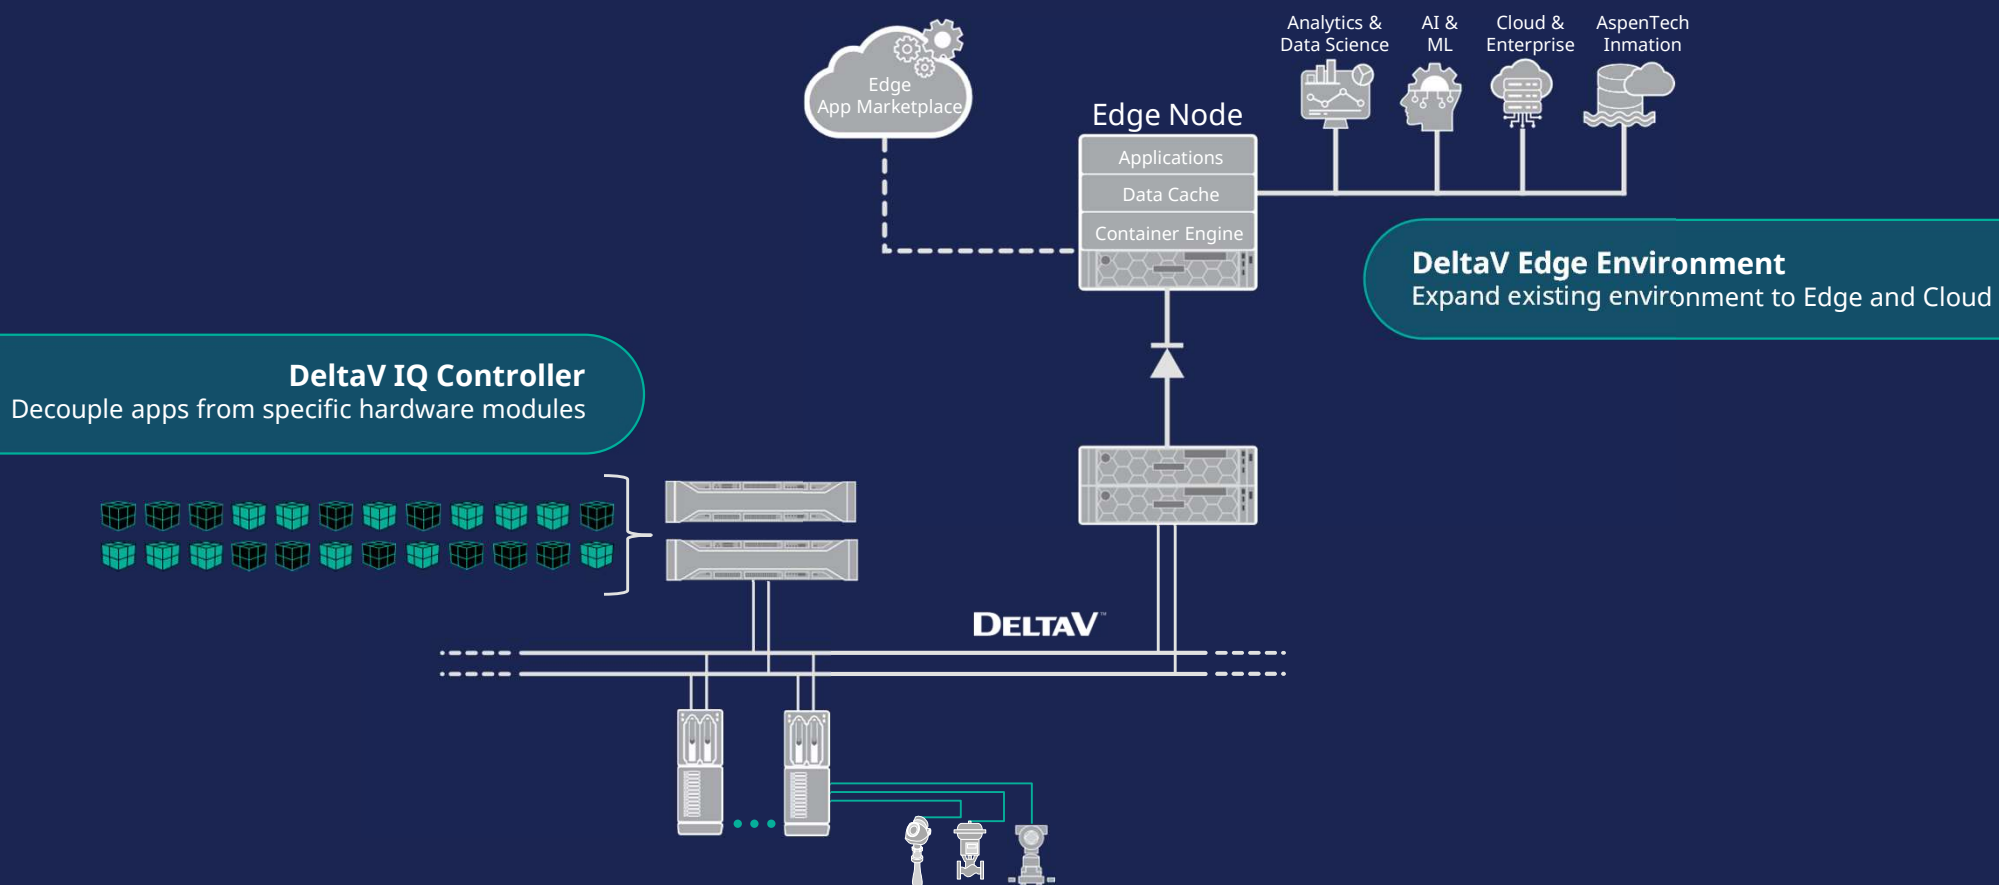 Analytics &
Data Science
AI &
ML
Cloud &
Enterprise
AspenTech
Inmation
Edge
App Marketplace
Edge Node
Applications
Data Cache
Container Engine
DeltaV Edge Environment
Expand existing environment to Edge and Cloud
DeltaV IQ Controller
Decouple apps from specific hardware modules
DELTAV™